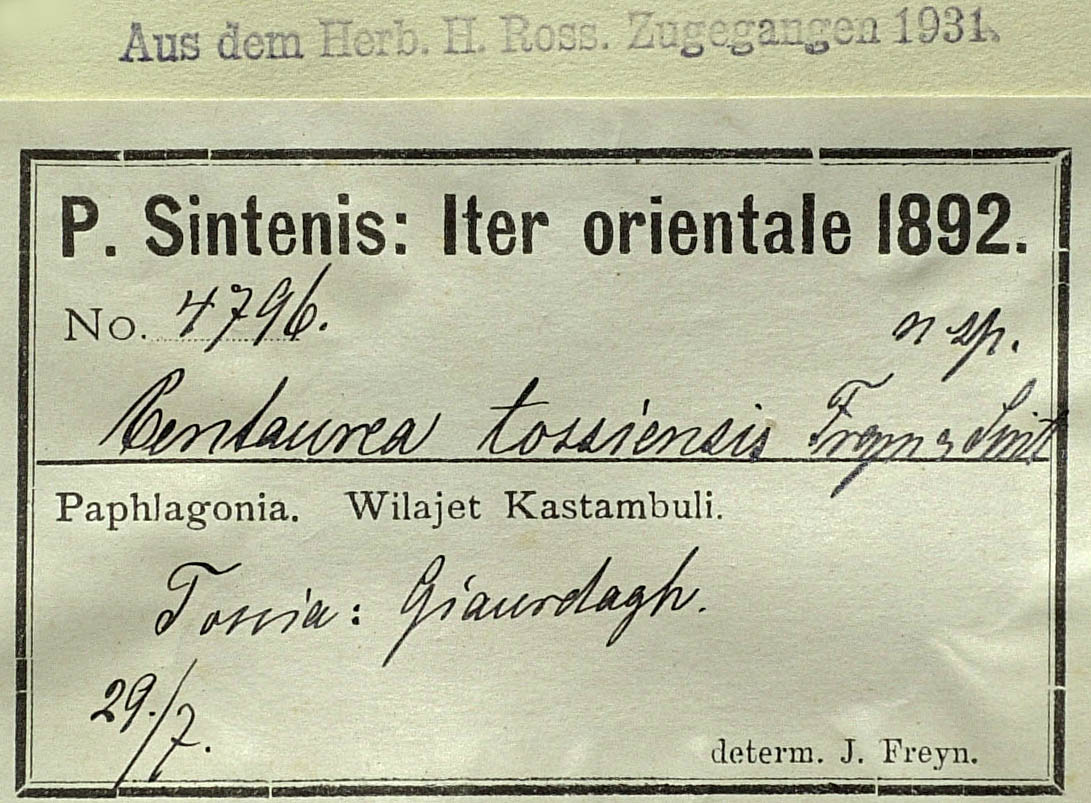 Aus dem Herb. H. Ross. Zugegangen 1931.
P. Sintenis: Iter orientale 1892.
No. 4796.
n sp.
Centaurea tossiensis Freyn & Sint
Paphlagonia. Wilajet Kastambuli.
Tossia: Giaurdagh.
29./7.
determ. J. Freyn.